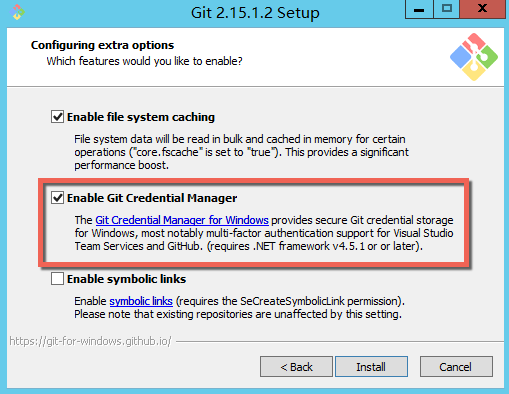 Git 2.15.1.2 Setup
Configuring extra options
Which features would you like to enable?
Enable file system caching
File system data will be read in bulk and cached in memory for certain
operations ("core.fscache" is set to "true"). This provides a significant
performance boost.
Enable Git Credential Manager
The Git Credential Manager for Windows provides secure Git credential storage
for Windows, most notably multi-factor authentication support for Visual Studio
Team Services and GitHub. (requires .NET framework v4.5.1 or or later).
Enable symbolic links
Enable symbolic links (requires the SeCreateSymbolicLink permission).
Please note that existing repositories are unaffected by this setting.
https://git-for-windows.github.io/
< Back
Install
Cancel